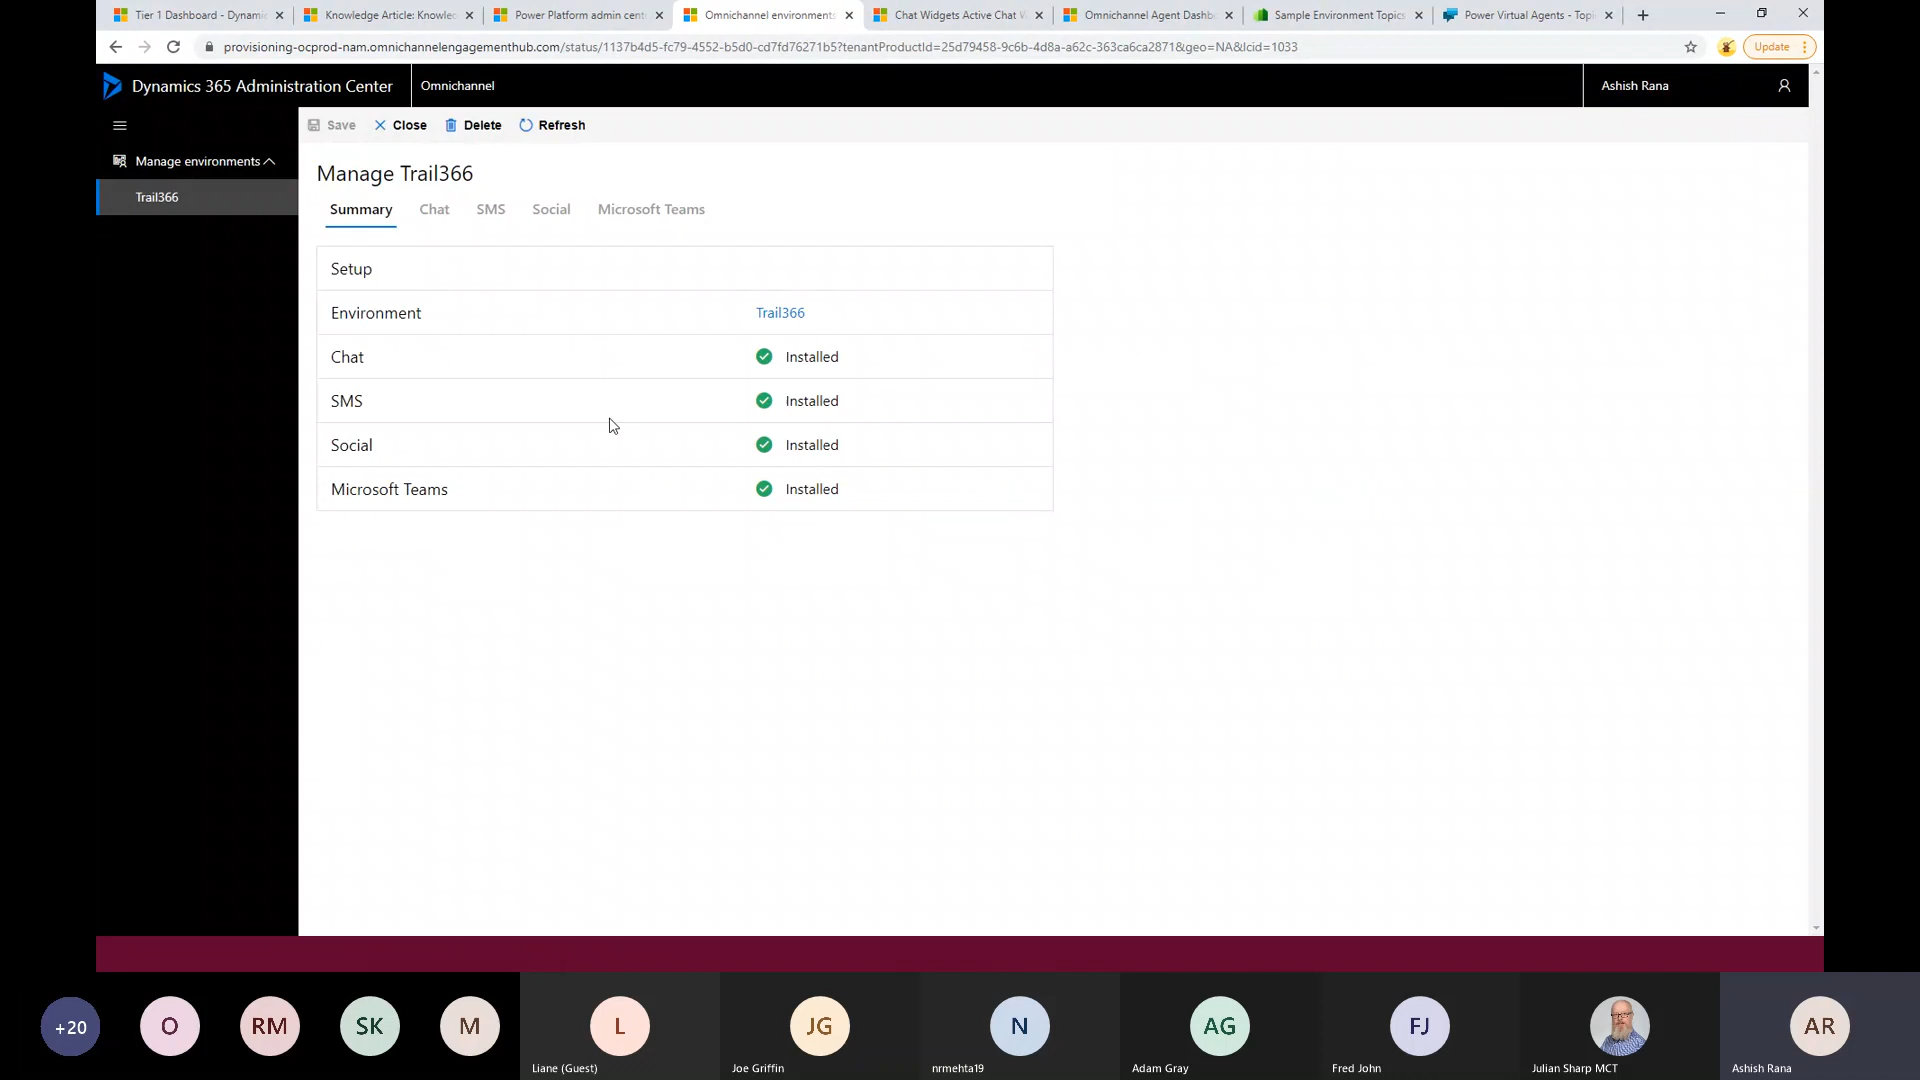 Tier 1 Dashboard - Dynamic
Knowledge Article: Knowlec
Power Platform admin cent
Omnichannel environments
Chat Widgets Active Chat W
Omnichannel Agent Dashb
Sample Environment Topics
Power Virtual Agents - Topi
provisioning-ocprod-nam.omnichannelengagementhub.com/status/1137b4d5-fc79-4552-b5d0-cd7fd76271b5?tenantProductId=25d79458-9c6b-4d8a-a62c-363ca6ca2871&geo=NA&lcid=1033
Update
Dynamics 365 Administration Center
Omnichannel
Ashish Rana
Save
Close
Delete
Refresh
Manage environments
Trail366
Manage Trail366
Summary
Chat
SMS
Social
Microsoft Teams
Setup
Environment
Trail366
Chat
Installed
SMS
Installed
Social
Installed
Microsoft Teams
Installed
+20
O
RM
SK
M
L
JG
N
AG
FJ
AR
Liane (Guest)
Joe Griffin
nrmehta19
Adam Gray
Fred John
Julian Sharp MCT
Ashish Rana